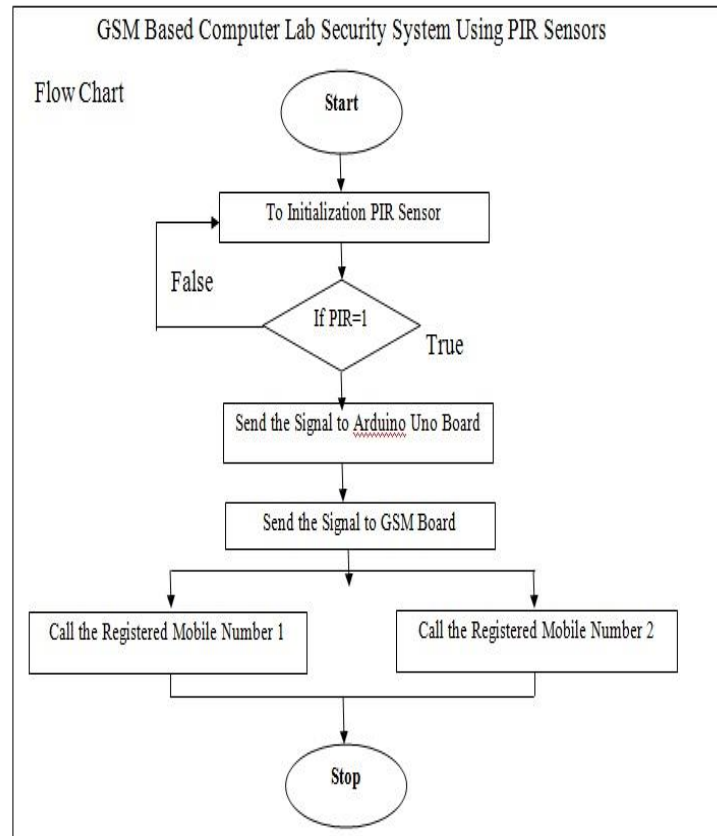 GSM Based Computer Lab Security System Using PIR Sensors
Flow Chart
Start
To Initialization PIR Sensor
False
If PIR=1
True
Send the Signal to Arduino Uno Board
Send the Signal to GSM Board
Call the Registered Mobile Number 1
Call the Registered Mobile Number 2
Stop